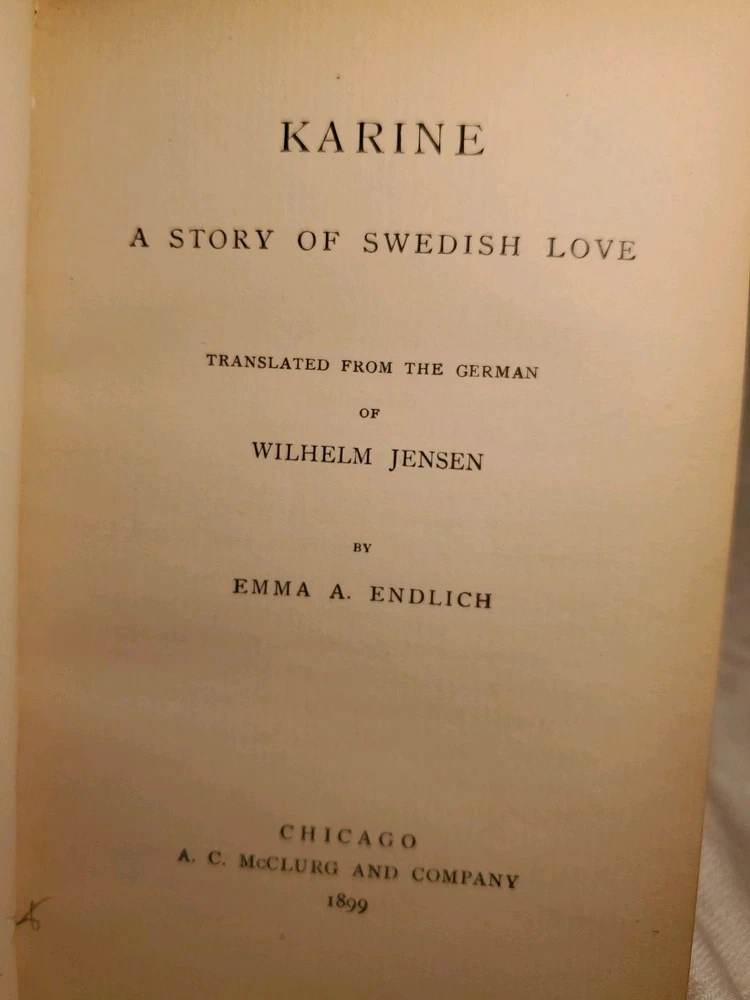 KARINE
A STORY OF SWEDISH LOVE
TRANSLATED FROM THE GERMAN
OF
WILHELM JENSEN
BY
EMMA A. ENDLICH
CHICAGO
A. C. McCLURG AND COMPANY
1899